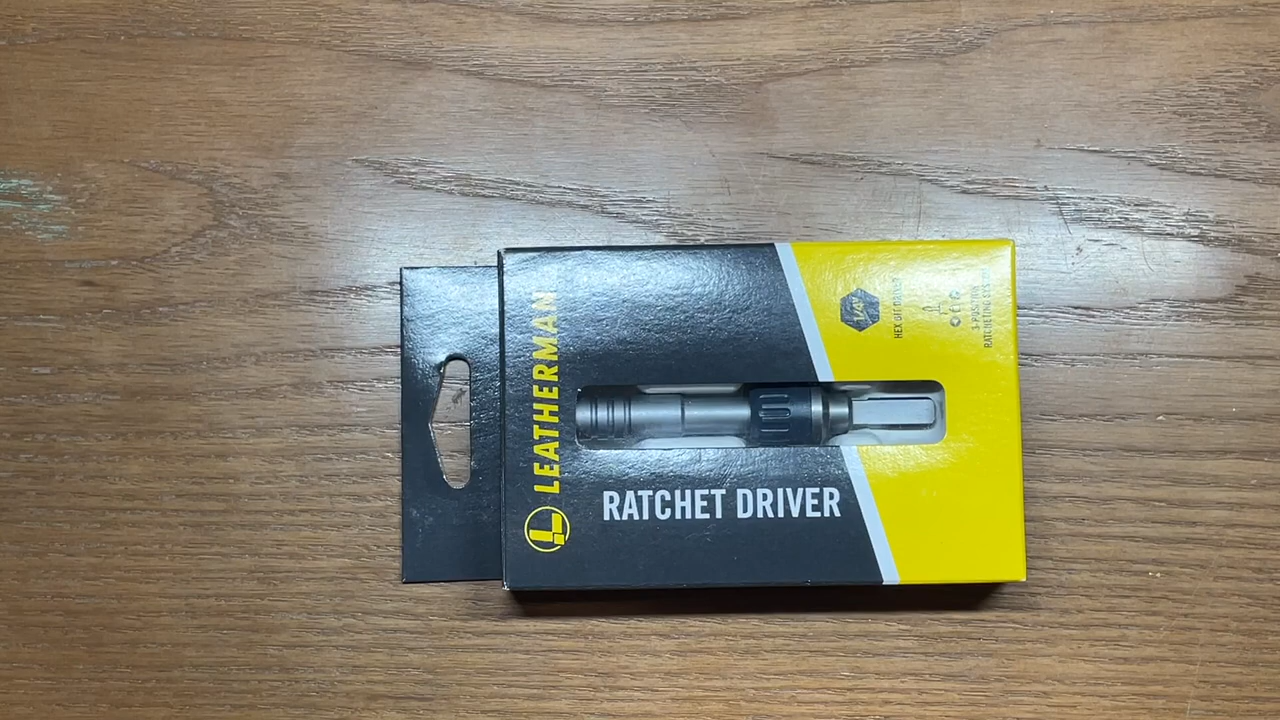 LEATHERMAN
RATCHET DRIVER
1/4"
HEX BIT DRIVER
3-POSITION
RATCHETING SYSTEM